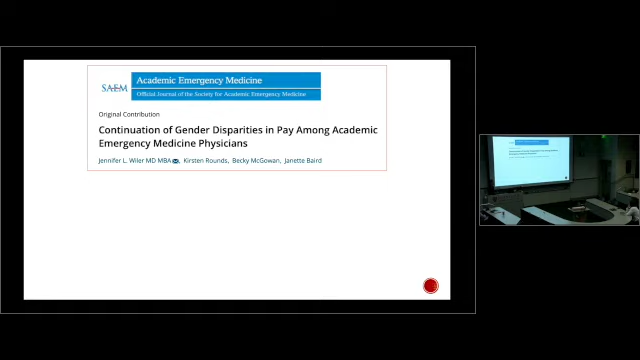 SAEM
Academic Emergency Medicine
Official Journal of the Society for Academic Emergency Medicine
Original Contribution
Continuation of Gender Disparities in Pay Among Academic
Emergency Medicine Physicians
Jennifer L. Wiler MD MBA, Kirsten Rounds, Becky McGowan, Janette Baird